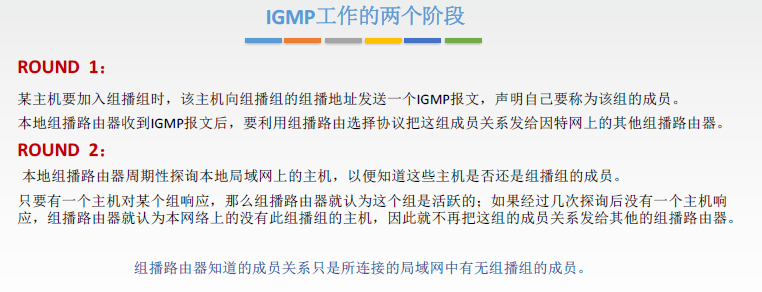 IGMP工作的两个阶段
ROUND 1：
某主机要加入组播组时，该主机向组播组的组播地址发送一个IGMP报文，声明自己要称为该组的成员。
本地组播路由器收到IGMP报文后，要利用组播路由选择协议把这组成员关系发给因特网上的其他组播路由器。
ROUND 2：
本地组播路由器周期性探询本地局域网上的主机，以便知道这些主机是否还是组播组的成员。
只要有一个主机对某个组响应，那么组播路由器就认为这个组是活跃的；如果经过几次探询后没有一个主机响
应，组播路由器就认为本网络上的没有此组播组的主机，因此就不再把这组的成员关系发给其他的组播路由器。
组播路由器知道的成员关系只是所连接的局域网中有无组播组的成员。